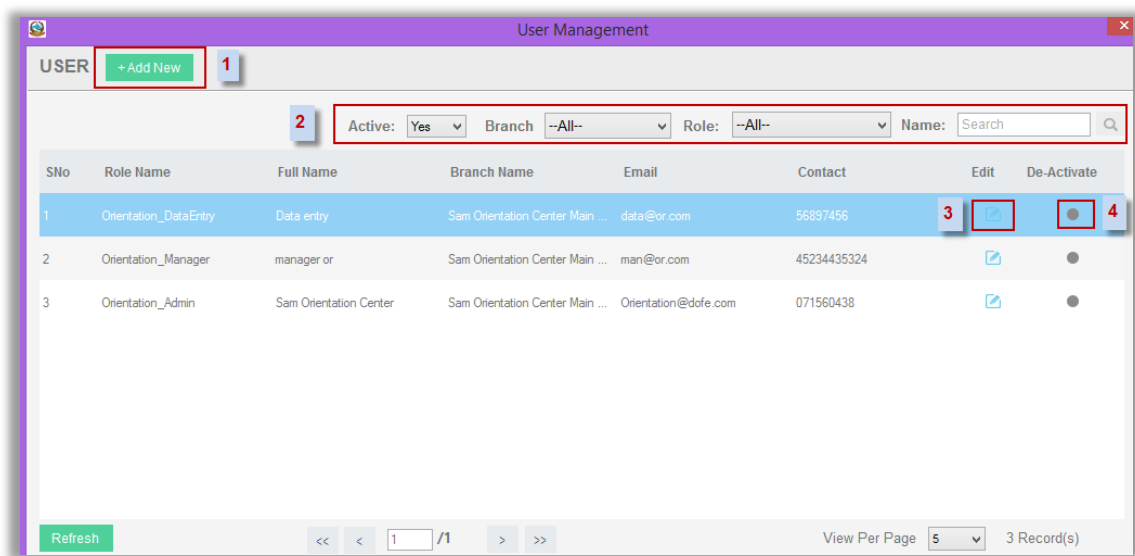 User Management
×
USER + Add New 1
2 Active: Yes Branch --All-- Role: --All-- Name: Search
SNo Role Name Full Name Branch Name Email Contact Edit De-Activate
1 Orientation_DataEntry Data entry Sam Orientation Center Main ... data@or.com 56897456 3 4
2 Orientation_Manager manager or Sam Orientation Center Main ... man@or.com 45234435324
3 Orientation_Admin Sam Orientation Center Sam Orientation Center Main ... Orientation@dofe.com 071560438
Refresh << < 1 /1 > >> View Per Page 5 3 Record(s)